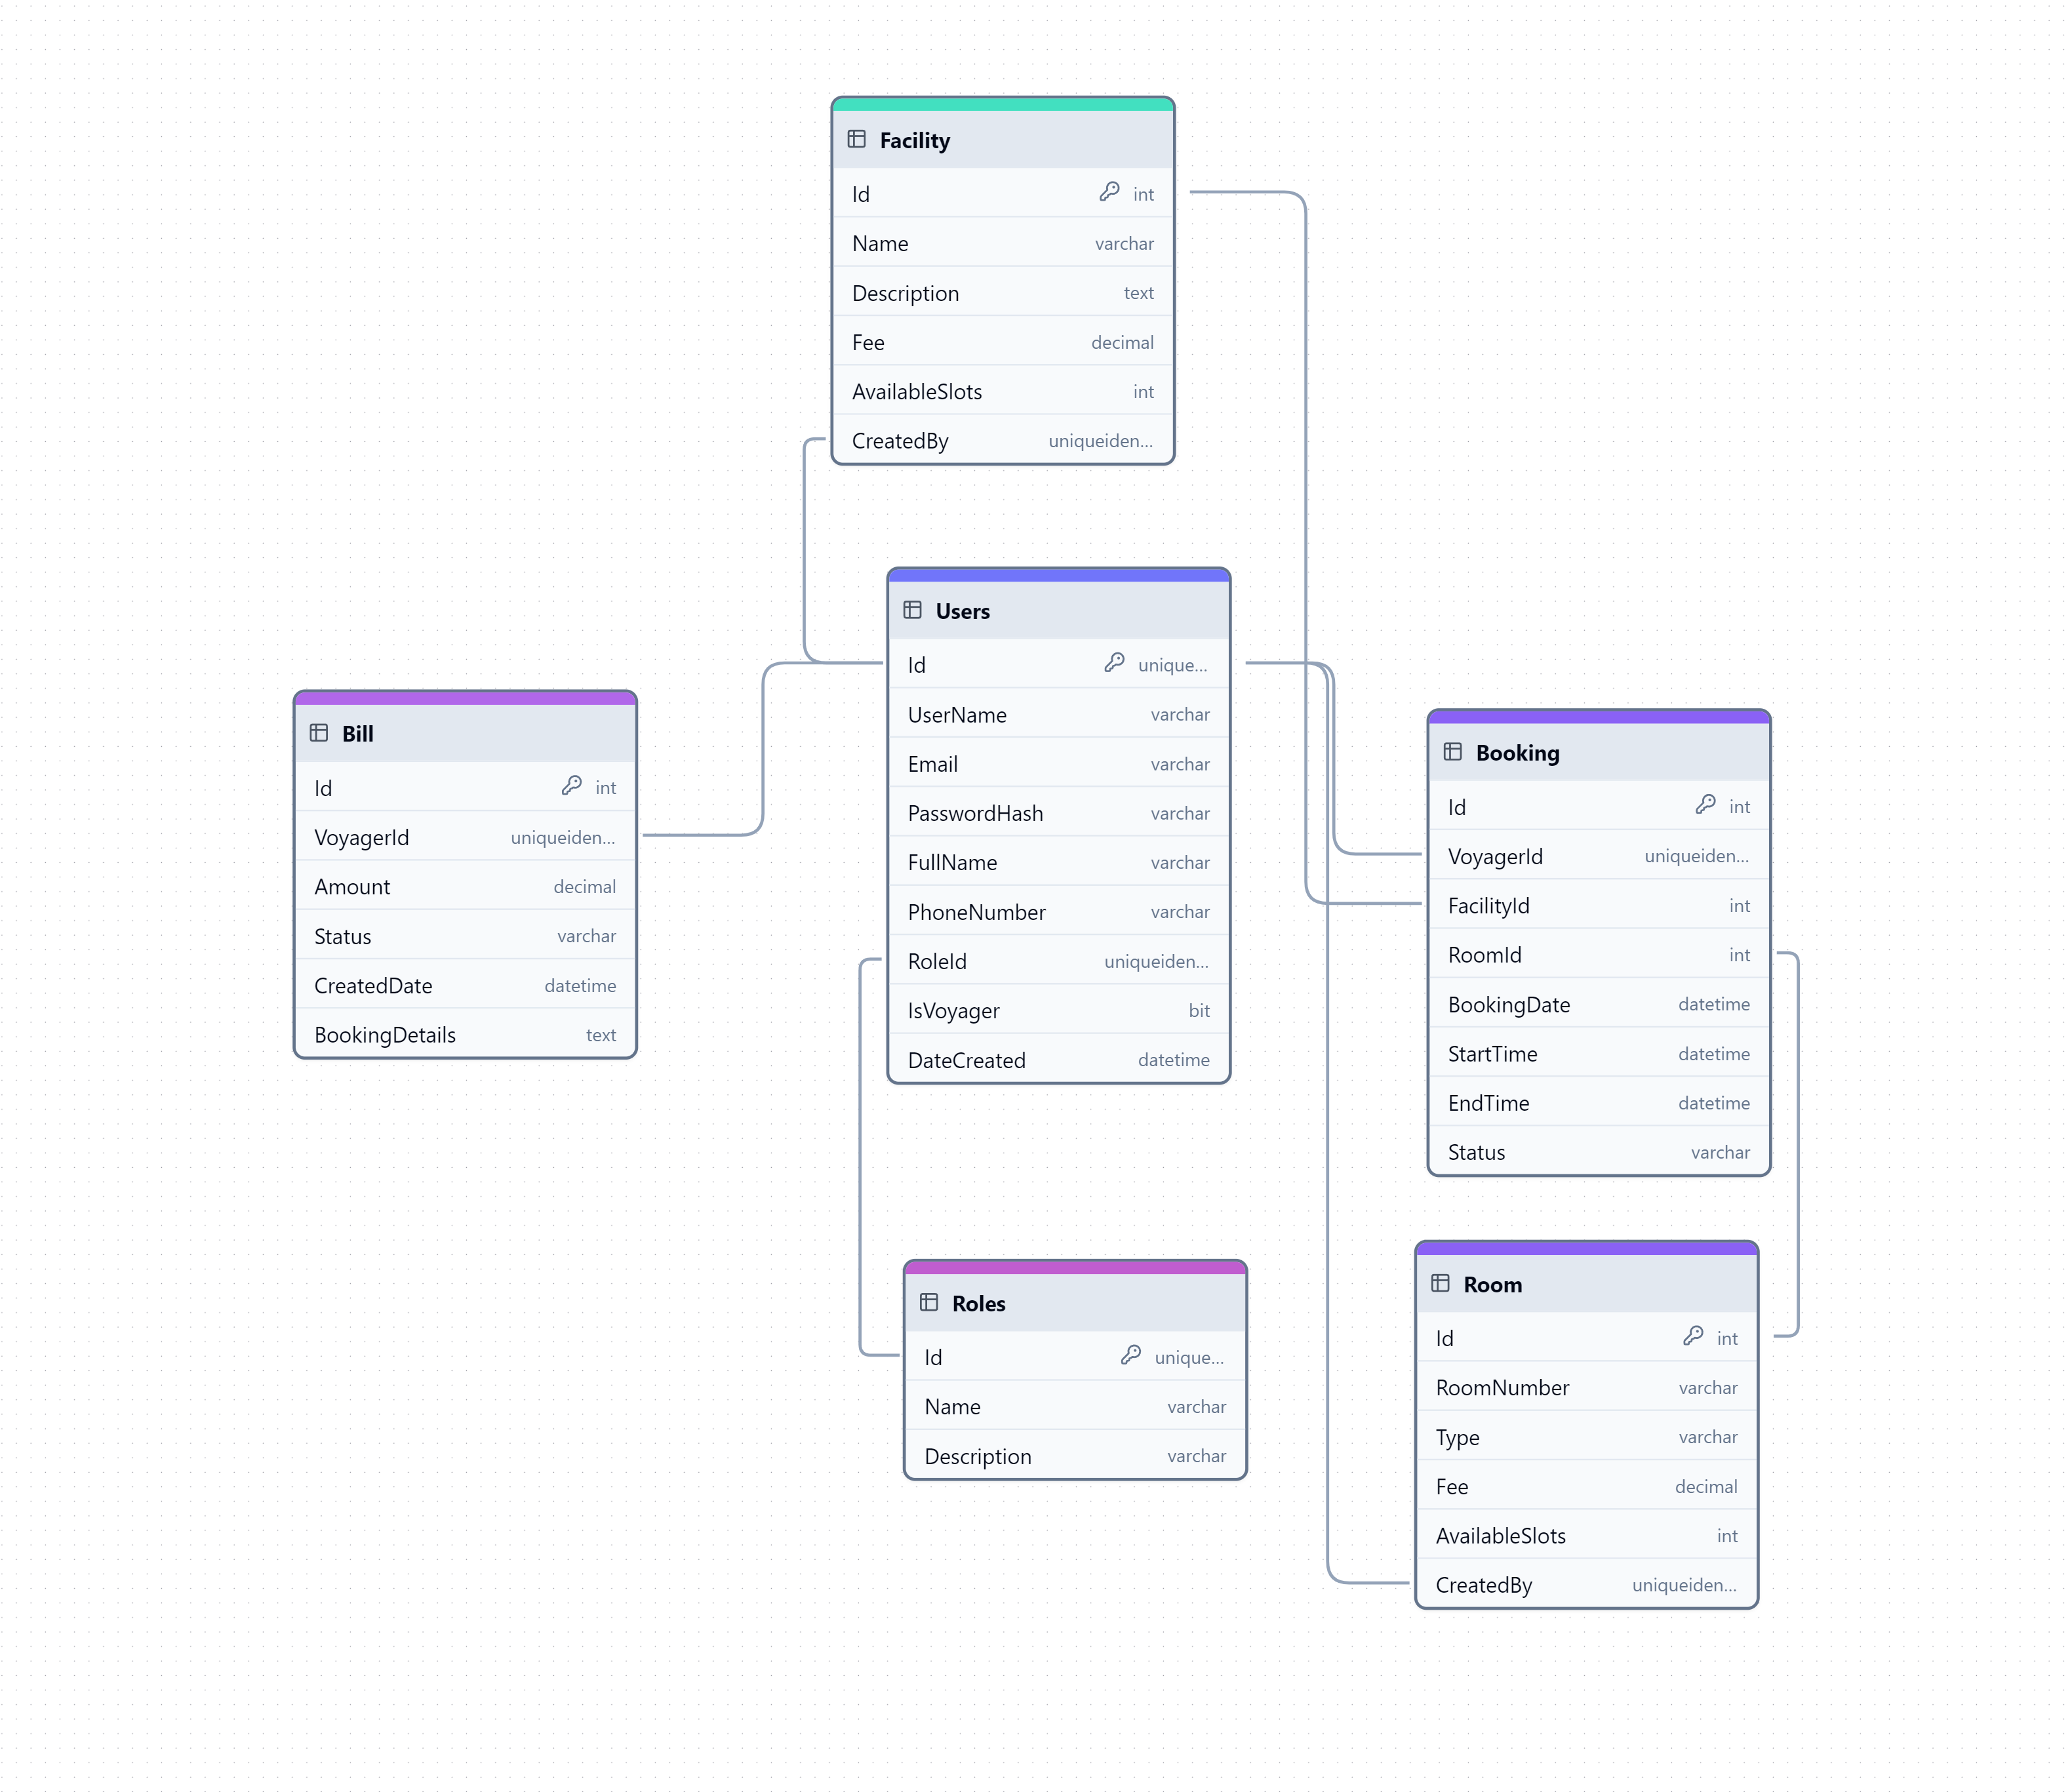 Facility
Id int
Name varchar
Description text
Fee decimal
AvailableSlots int
CreatedBy uniqueiden...
Users
Id unique...
UserName varchar
Email varchar
PasswordHash varchar
FullName varchar
PhoneNumber varchar
RoleId uniqueiden...
IsVoyager bit
DateCreated datetime
Bill
Id int
VoyagerId uniqueiden...
Amount decimal
Status varchar
CreatedDate datetime
BookingDetails text
Booking
Id int
VoyagerId uniqueiden...
FacilityId int
RoomId int
BookingDate datetime
StartTime datetime
EndTime datetime
Status varchar
Roles
Id unique...
Name varchar
Description varchar
Room
Id int
RoomNumber varchar
Type varchar
Fee decimal
AvailableSlots int
CreatedBy uniqueiden...